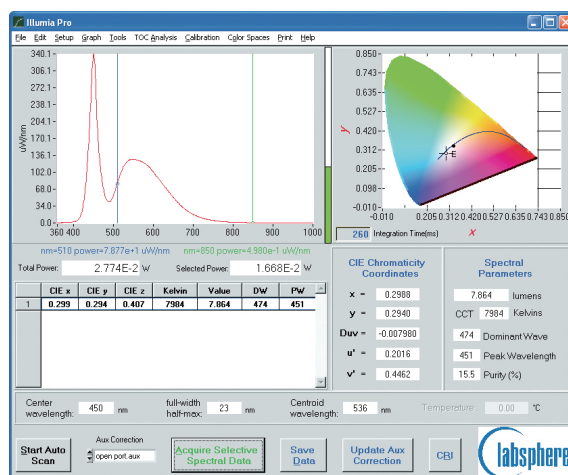 Illumia Pro
File Edit Setup Graph Tools TOC Analysis Calibration Color Spaces Print Help
340.1
306.1
272.1
238.1
204.1
170.1
136.1
102.0
68.0
34.0
0.0
uW/nm
360 400 500 600 700 800 900 1000
nm=510 power=7.877e+1 uW/nm nm=850 power=4.980e-1 uW/nm
Total Power: 2.774E-2 W Selected Power: 1.668E-2 W
0.850
0.743
0.635
0.527
0.420
0.312
0.205
0.098
-0.010
y
E
-0.010 0.205 0.312 0.420 0.527 0.635 0.743 0.850
260 Integration Time(ms) x
CIE x CIE y CIE z Kelvin Value DW PW
1 0.299 0.294 0.407 7984 7.864 474 451
CIE Chromaticity
Coordinates
x = 0.2988
y = 0.2940
Duv = -0.007980
u' = 0.2016
v' = 0.4462
Spectral
Parameters
7.864 lumens
CCT 7984 Kelvins
474 Dominant Wave
451 Peak Wavelength
15.5 Purity (%)
Center
wavelength: 450 nm
full-width
half-max: 23 nm
Centroid
wavelength: 536 nm
Temperature: 0.00 °C
Start Auto
Scan
Aux Correction
open port.aux
Acquire Selective
Spectral Data
Save
Data
Update Aux
Correction
CRI
labsphere